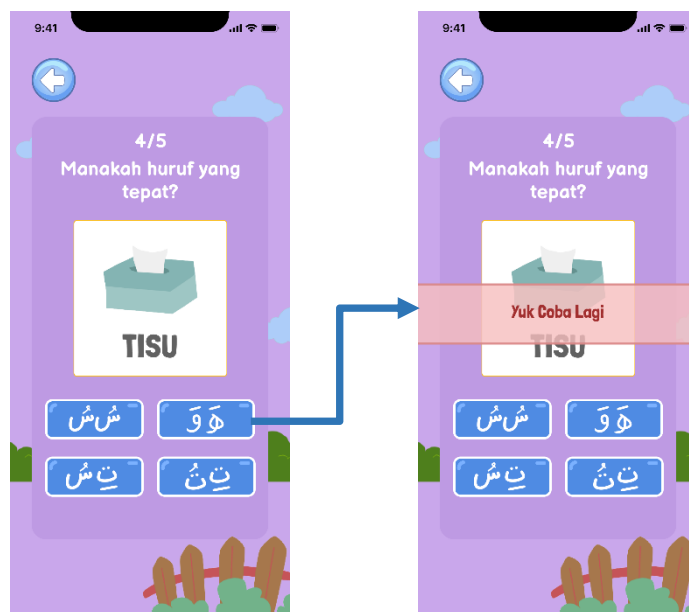 9:41
4/5
Manakah huruf yang
tepat?
TISU
سُ سُ
هَ وَ
تِ سُ
تِ تُ
9:41
4/5
Manakah huruf yang
tepat?
Yuk Coba Lagi
TISU
سُ سُ
هَ وَ
تِ سُ
تِ تُ